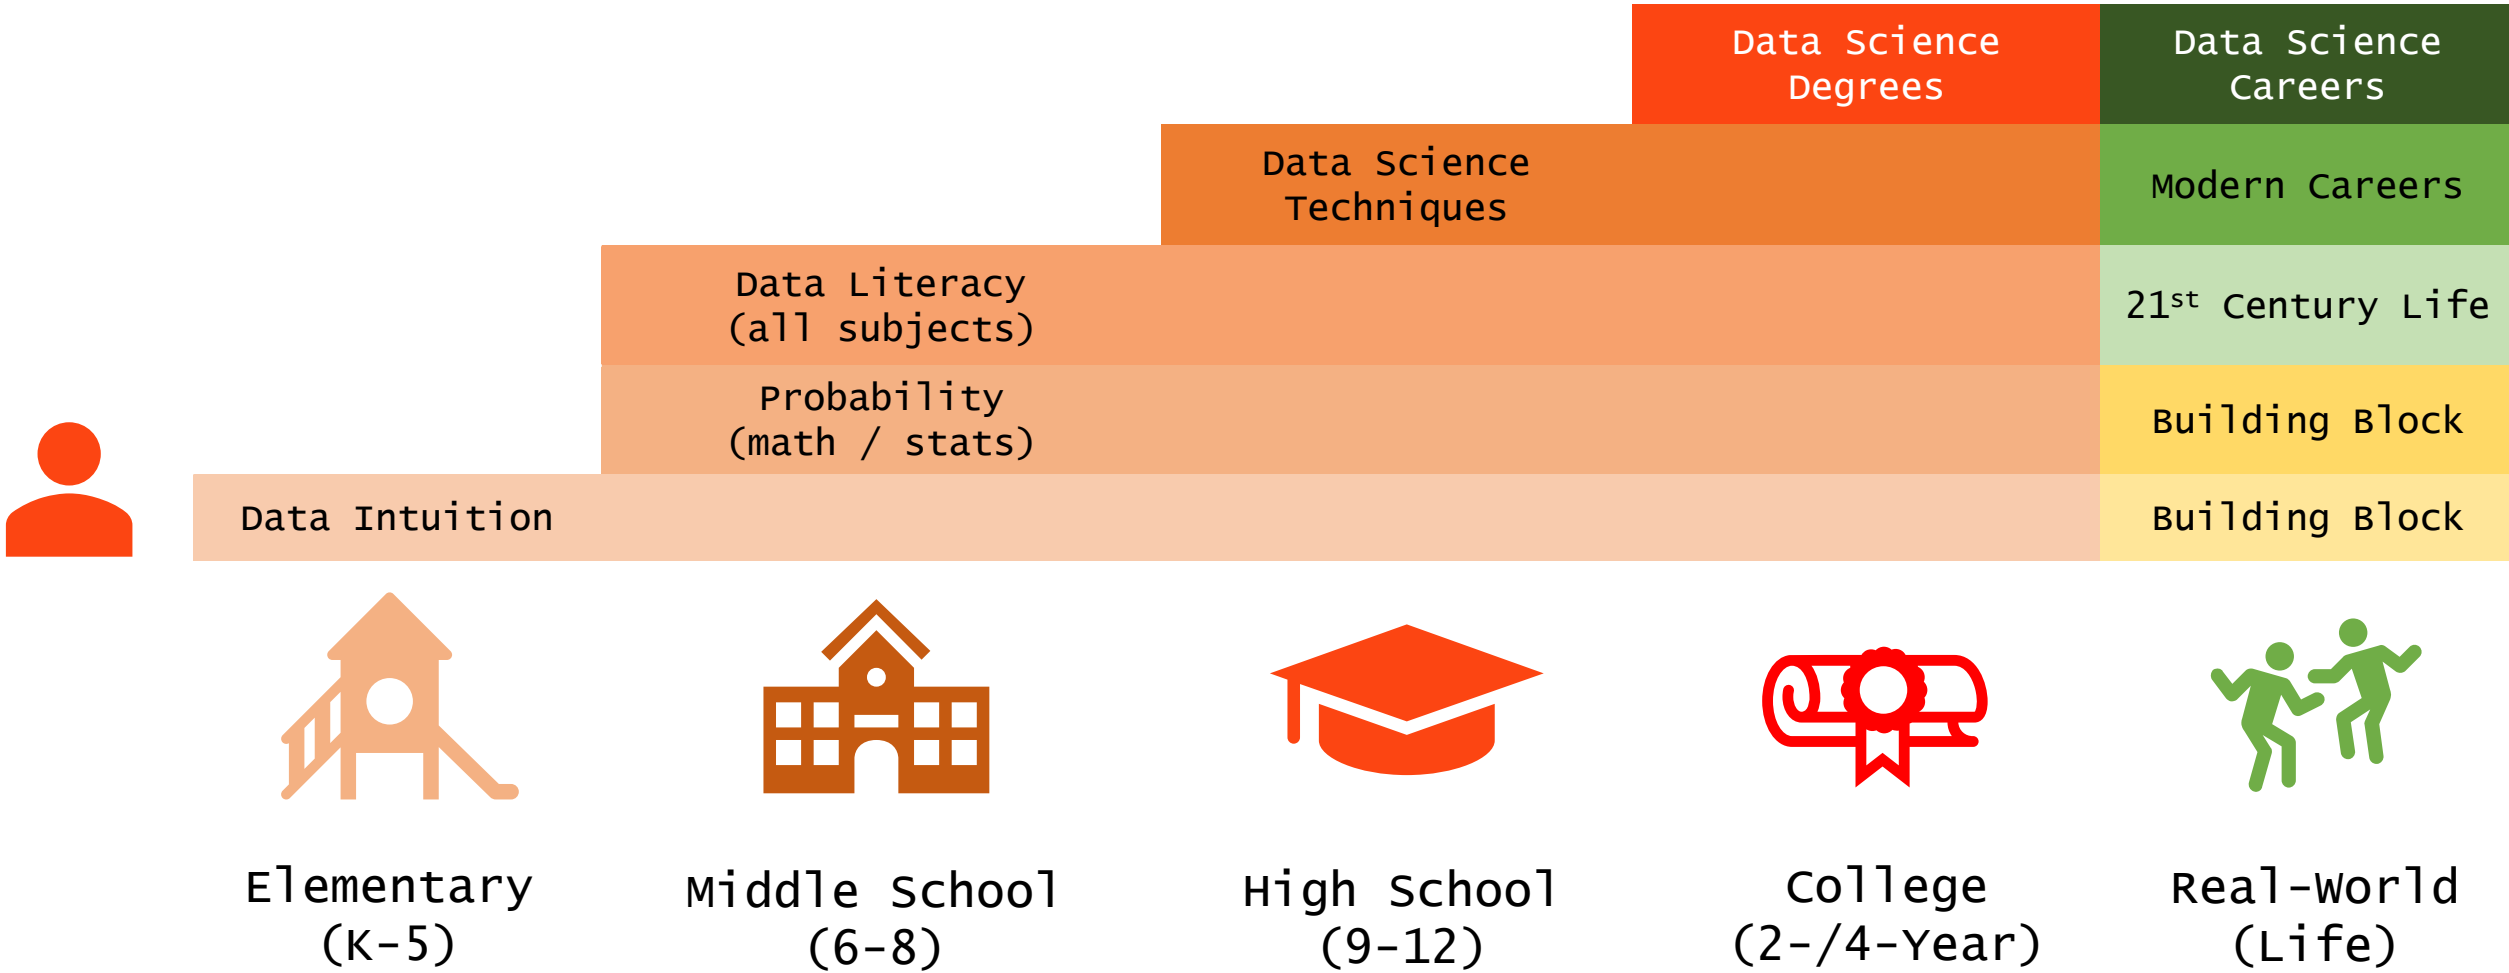 Data Science
Degrees
Data Science
Careers
Data Science
Techniques
Modern Careers
Data Literacy
(all subjects)
21st Century Life
Probability
(math / stats)
Building Block
Data Intuition
Building Block
Elementary
(K-5)
Middle School
(6-8)
High School
(9-12)
College
(2-/4-Year)
Real-World
(Life)